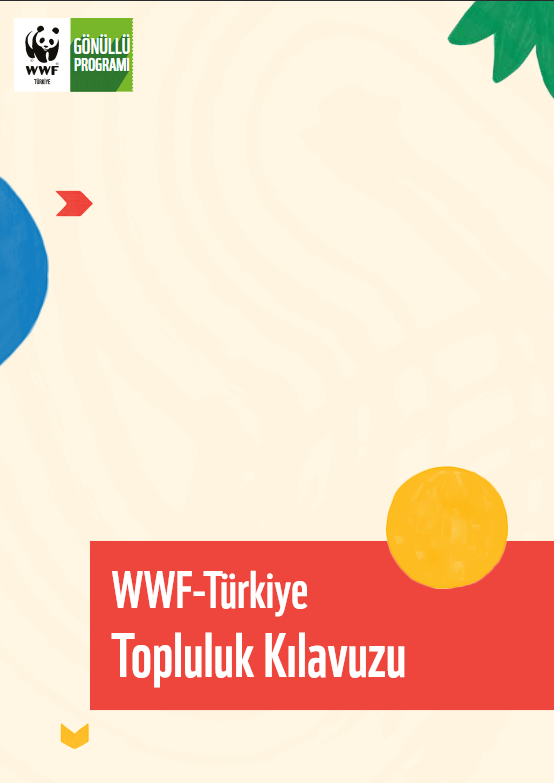 GÖNÜLLÜ
PROGRAMI
WWF
TÜRKİYE
WWF-Türkiye
Topluluk Kılavuzu